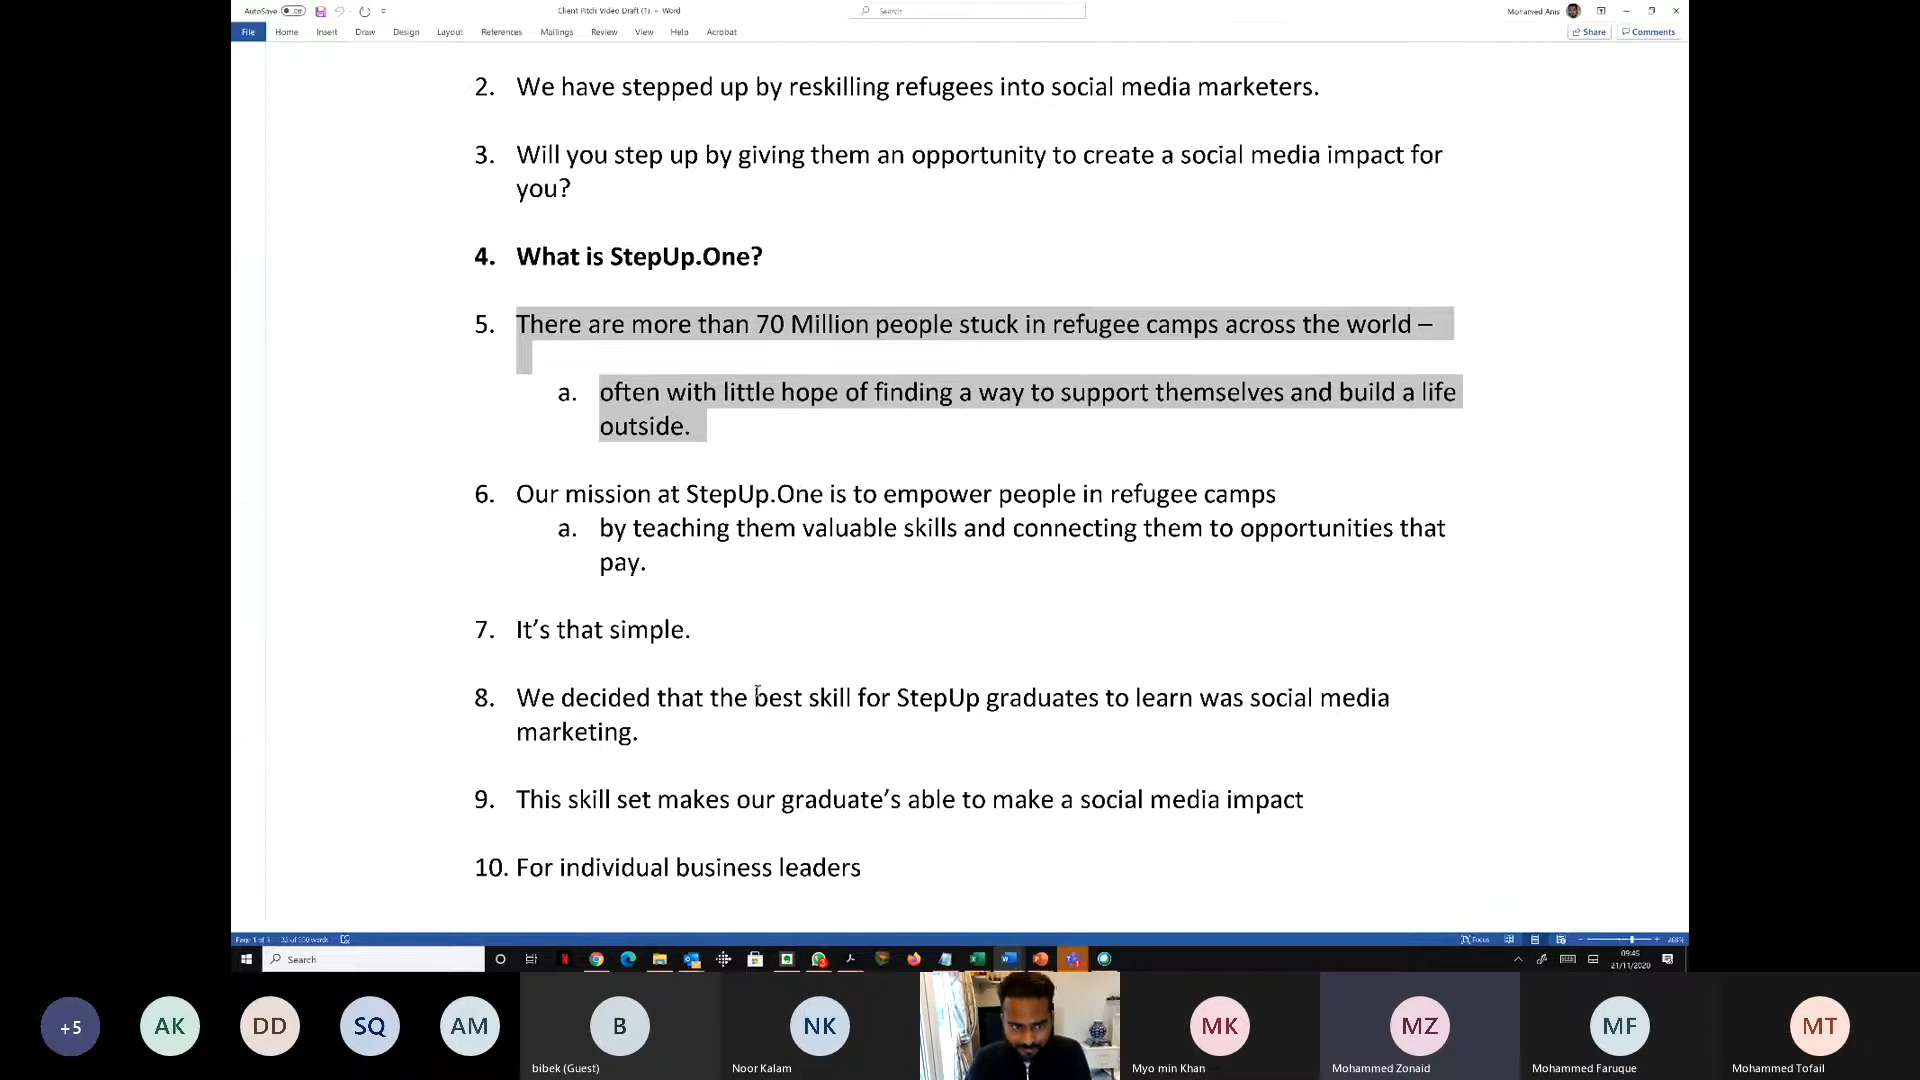 AutoSave Off
Client Pitch Video Draft (1) - Word
Search
Mohamed Anis
File Home Insert Draw Design Layout References Mailings Review View Help Acrobat
Share Comments
2. We have stepped up by reskilling refugees into social media marketers.
3. Will you step up by giving them an opportunity to create a social media impact for
you?
4. What is StepUp.One?
5. There are more than 70 Million people stuck in refugee camps across the world –
a. often with little hope of finding a way to support themselves and build a life
outside.
6. Our mission at StepUp.One is to empower people in refugee camps
a. by teaching them valuable skills and connecting them to opportunities that
pay.
7. It’s that simple.
8. We decided that the best skill for StepUp graduates to learn was social media
marketing.
9. This skill set makes our graduate’s able to make a social media impact
10. For individual business leaders
Focus
Search
09:45
21/11/2020
+5
AK
DD
SQ
AM
B
NK
MK
MZ
MF
MT
bibek (Guest)
Noor Kalam
Myo min Khan
Mohammed Zonaid
Mohammed Faruque
Mohammed Tofail